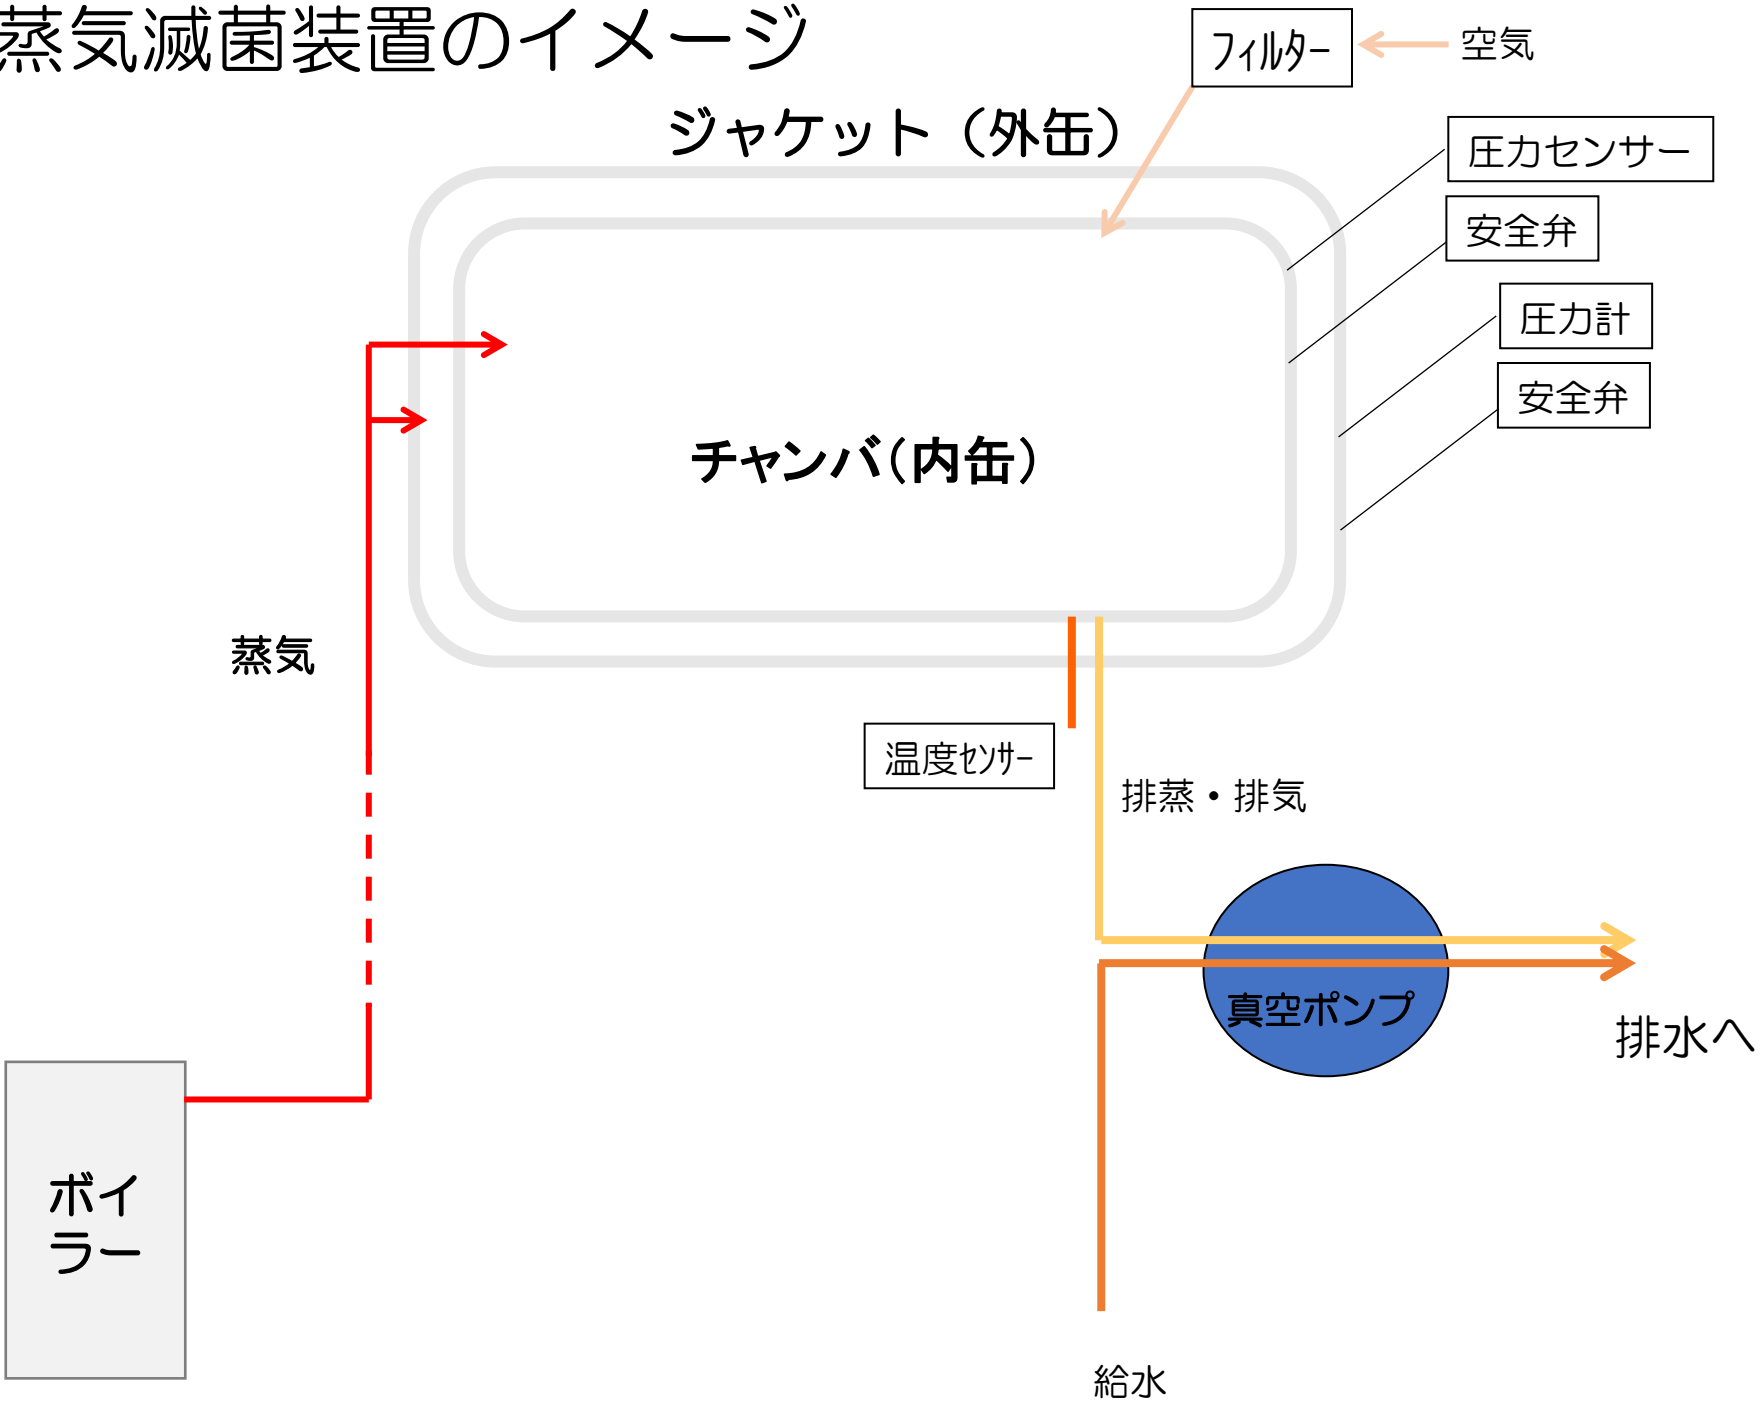 蒸気滅菌装置のイメージ
フィルター
空気
ジャケット（外缶）
圧力センサー
安全弁
圧力計
安全弁
チャンバ（内缶）
蒸気
温度ｾﾝｻｰ
排蒸・排気
真空ポンプ
排水へ
ボイ
ラー
給水